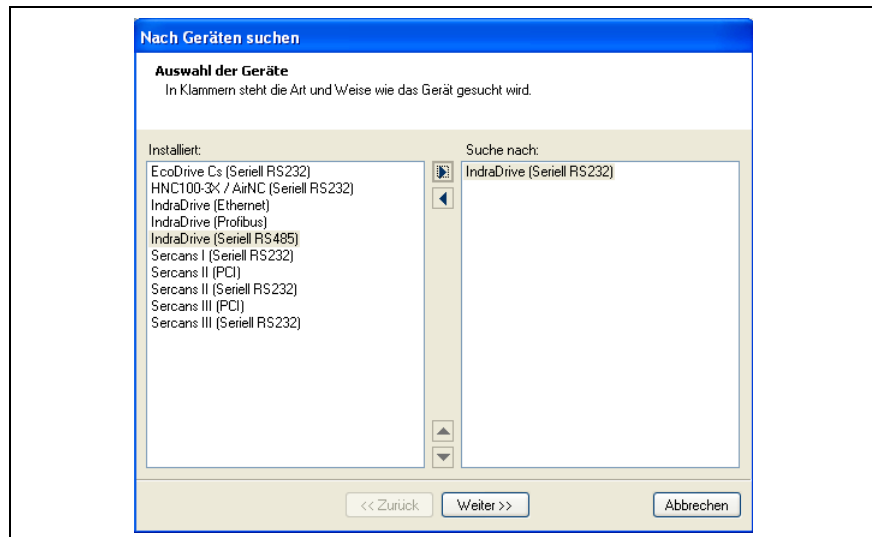 Nach Geräten suchen
Auswahl der Geräte
In Klammern steht die Art und Weise wie das Gerät gesucht wird.
Installiert:
EcoDrive Cs (Seriell RS232)
HNC100-3X / AirNC (Seriell RS232)
IndraDrive (Ethernet)
IndraDrive (Profibus)
IndraDrive (Seriell RS485)
Sercans I (Seriell RS232)
Sercans II (PCI)
Sercans II (Seriell RS232)
Sercans III (PCI)
Sercans III (Seriell RS232)
Suche nach:
IndraDrive (Seriell RS232)
<< Zurück
Weiter >>
Abbrechen